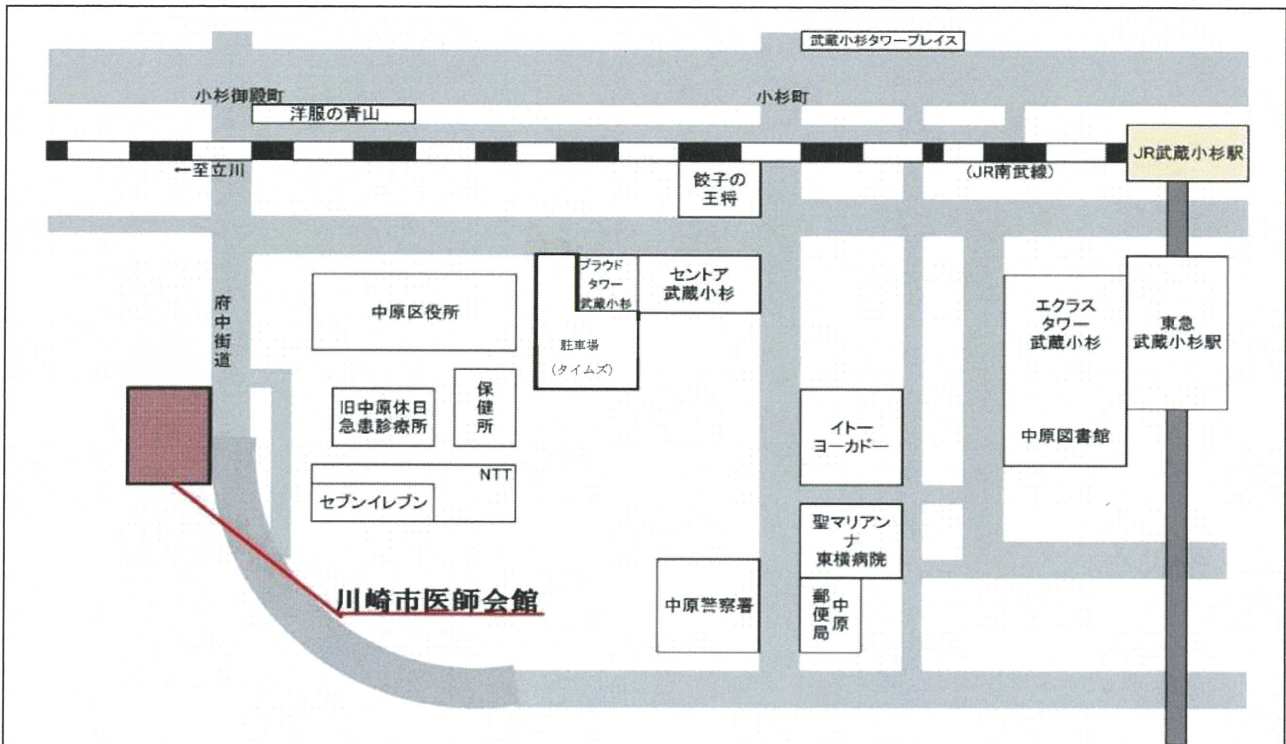 武蔵小杉タワープレイス
小杉御殿町
小杉町
洋服の青山
JR武蔵小杉駅
←至立川
(JR南武線)
餃子の
王将
プラウド
タワー
武蔵小杉
セントア
武蔵小杉
中原区役所
府中街道
エクラス
タワー
武蔵小杉
東急
武蔵小杉駅
駐車場
(タイムズ)
保健所
旧中原休日
急患診療所
イトー
ヨーカドー
中原図書館
NTT
セブンイレブン
聖マリアン
ナ
東横病院
川崎市医師会館
中原警察署
中原
郵便局